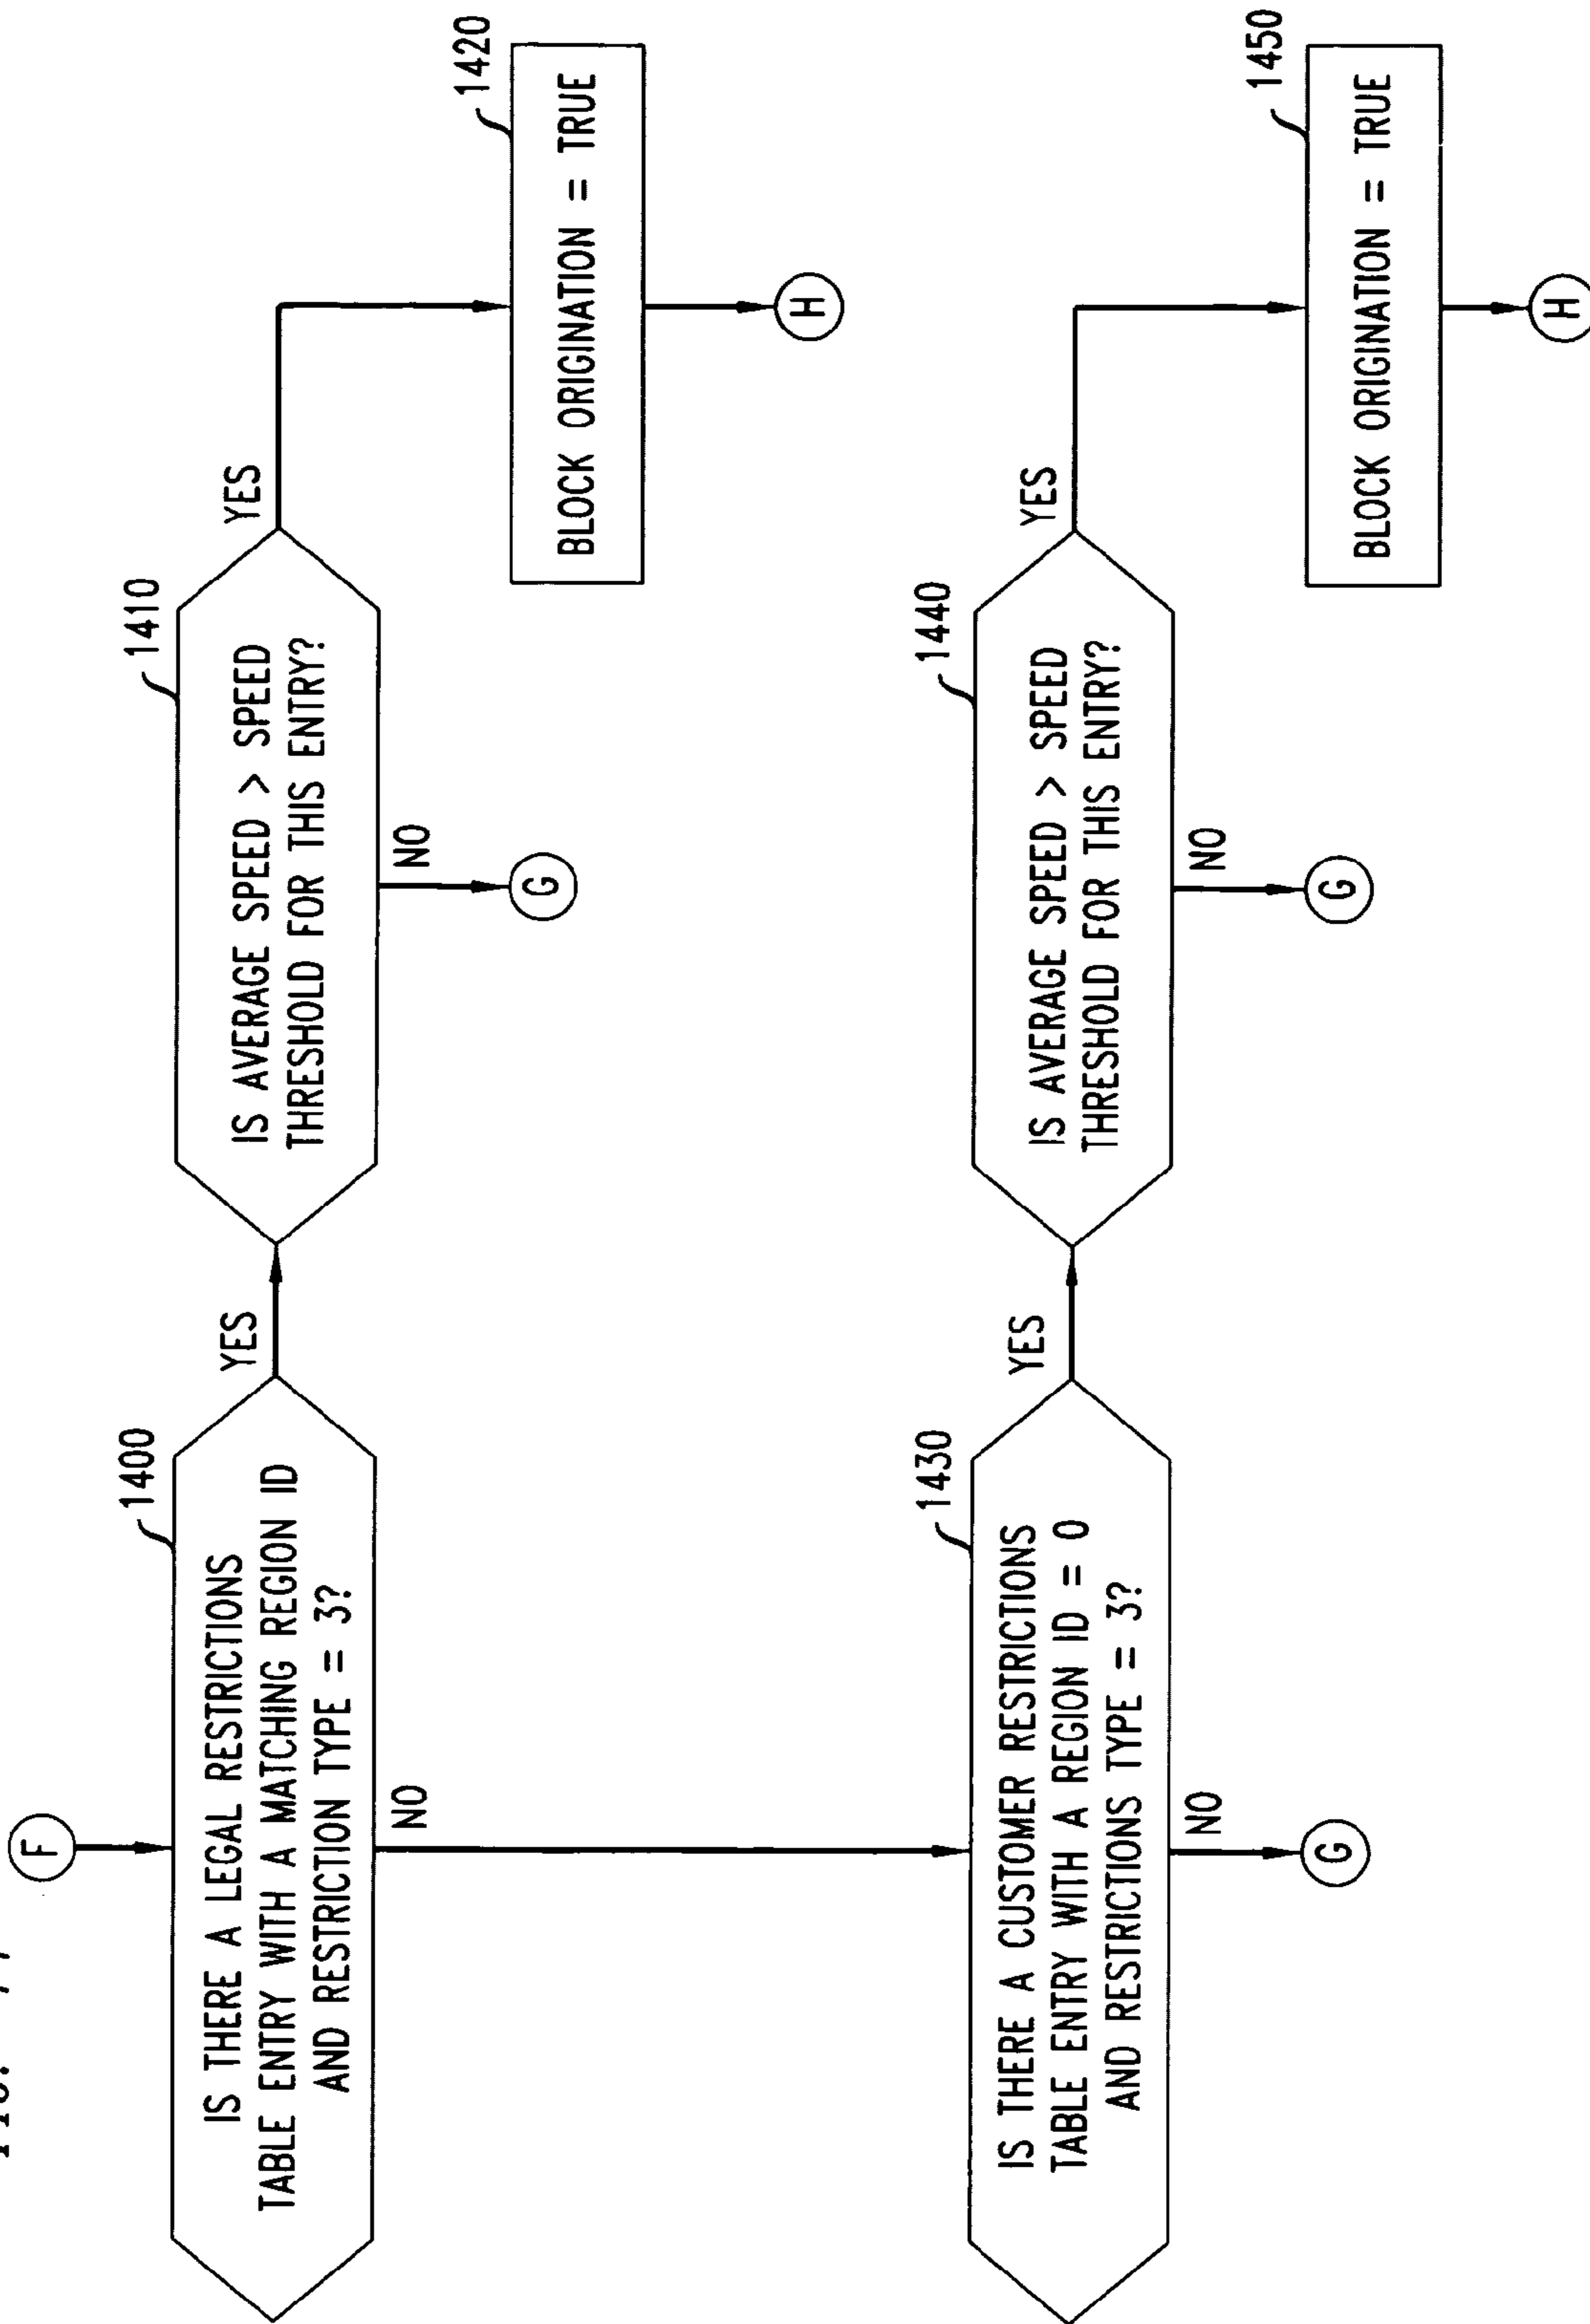 F
1400
IS THERE A LEGAL RESTRICTIONS
TABLE ENTRY WITH A MATCHING REGION ID
AND RESTRICTION TYPE = 3?
YES
NO
1410
IS AVERAGE SPEED > SPEED
THRESHOLD FOR THIS ENTRY?
YES
NO
G
1420
BLOCK ORIGINATION = TRUE
H
1430
IS THERE A CUSTOMER RESTRICTIONS
TABLE ENTRY WITH A REGION ID = 0
AND RESTRICTIONS TYPE = 3?
YES
NO
G
1440
IS AVERAGE SPEED > SPEED
THRESHOLD FOR THIS ENTRY?
YES
NO
G
1450
BLOCK ORIGINATION = TRUE
H